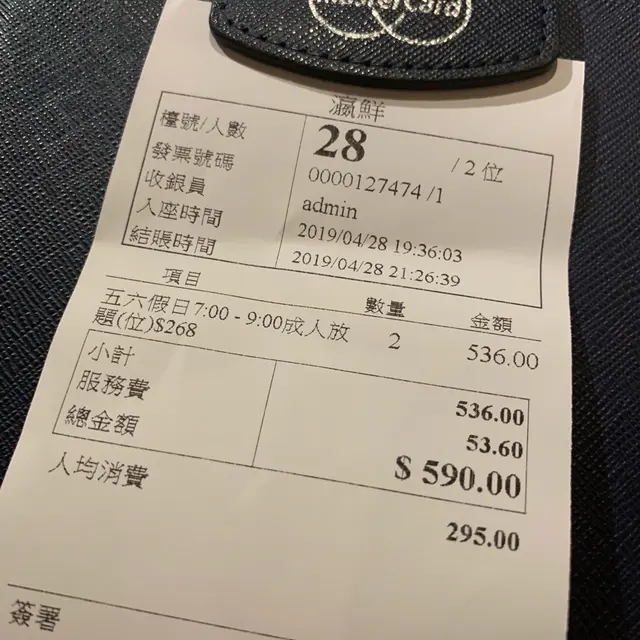 MasterCard
瀛鮮
檯號/人數 28 / 2 位
發票號碼 0000127474 /1
收銀員 admin
入座時間 2019/04/28 19:36:03
結賬時間 2019/04/28 21:26:39
項目 數量 金額
五六假日7:00 - 9:00成人放
題(位)$268 2 536.00
小計 536.00
服務費 53.60
總金額 $ 590.00
人均消費 295.00
簽署